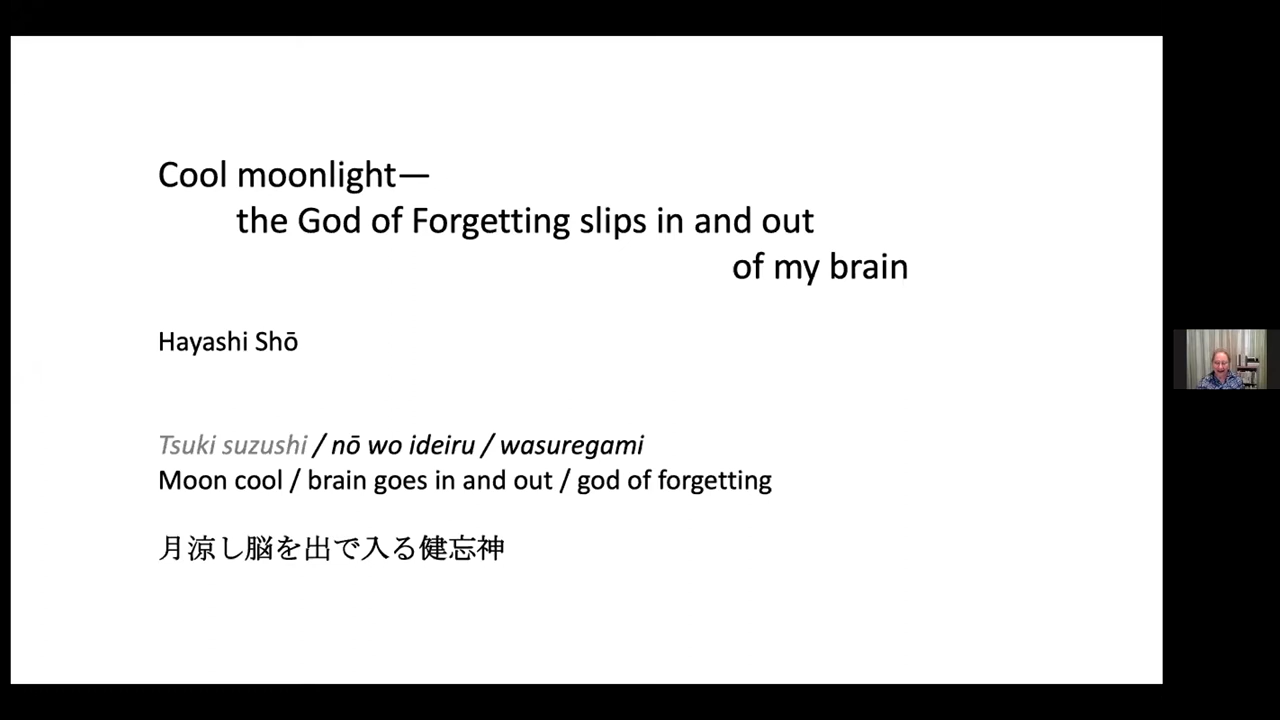 Cool moonlight—
the God of Forgetting slips in and out
of my brain
Hayashi Shō
Tsuki suzushi / nō wo ideiru / wasuregami
Moon cool / brain goes in and out / god of forgetting
月涼し脳を出で入る健忘神